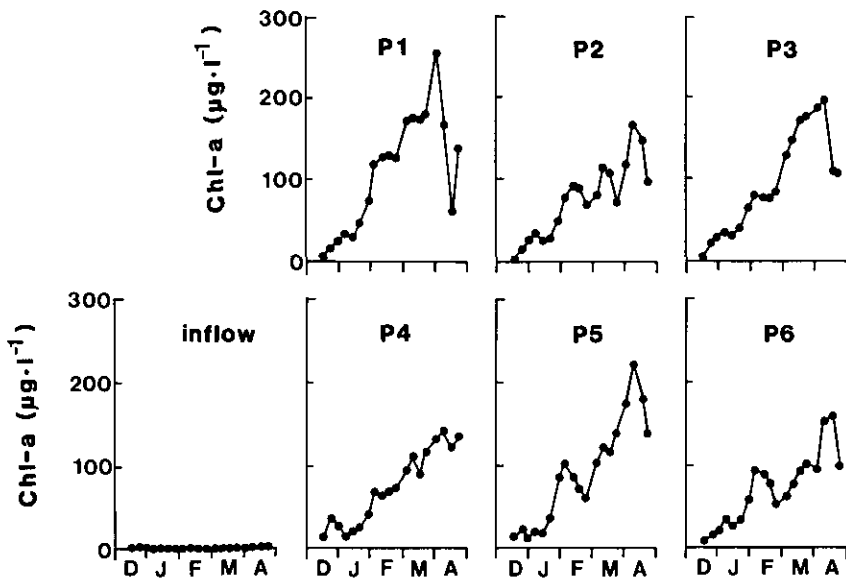 300
200
100
0
Chl-a (μg·l⁻¹)
P1
P2
P3
300
200
100
0
Chl-a (μg·l⁻¹)
inflow
P4
P5
P6
D J F M A
D J F M A
D J F M A
D J F M A